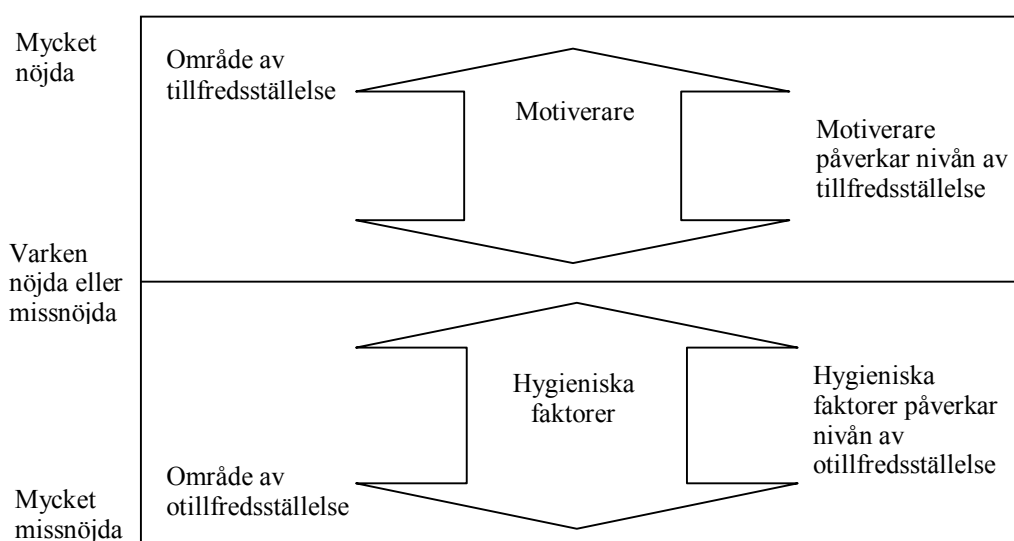 Mycket
nöjda
Område av
tillfredsställelse
Motiverare
Motiverare
påverkar nivån av
tillfredsställelse
Varken
nöjda eller
missnöjda
Hygieniska
faktorer
Hygieniska
faktorer påverkar
nivån av
otillfredsställelse
Område av
otillfredsställelse
Mycket
missnöjda